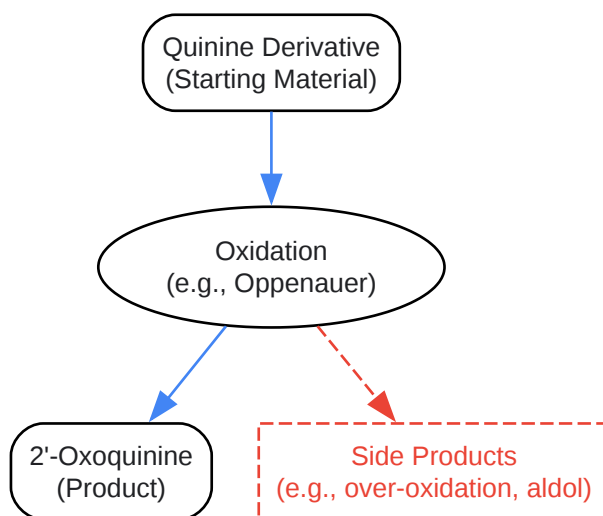 Quinine Derivative
(Starting Material)
Oxidation
(e.g., Oppenauer)
2'-Oxoquinine
(Product)
Side Products
(e.g., over-oxidation, aldol)